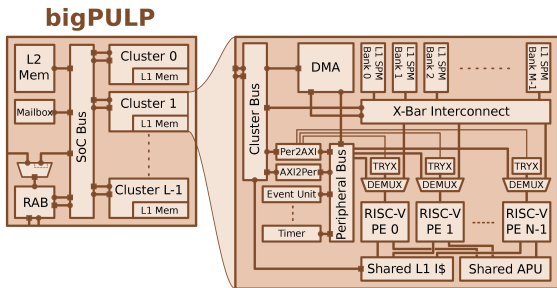 bigPULP
L2
Mem
Mailbox
RAB
SoC Bus
Cluster 0
L1 Mem
Cluster 1
L1 Mem
Cluster L-1
L1 Mem
Cluster Bus
DMA
L1 SPM
Bank 0
L1 SPM
Bank 1
L1 SPM
Bank 2
L1 SPM
Bank M-1
X-Bar Interconnect
Per2AXI
AXI2Per
Event Unit
Timer
Peripheral Bus
TRYX
DEMUX
RISC-V
PE 0
TRYX
DEMUX
RISC-V
PE 1
TRYX
DEMUX
RISC-V
PE N-1
Shared L1 I$
Shared APU